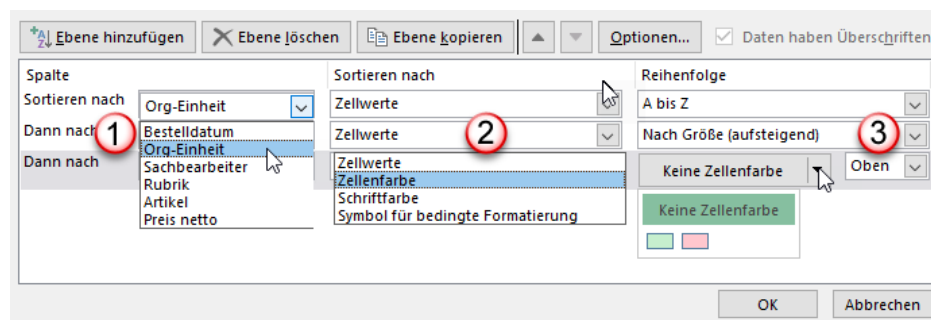 Ebene hinzufügen Ebene löschen Ebene kopieren Optionen... Daten haben Überschriften
Spalte Sortieren nach Reihenfolge
Sortieren nach Org-Einheit Zellwerte A bis Z
Dann nach 1 Bestelldatum Zellwerte 2 Nach Größe (aufsteigend) 3
Org-Einheit
Dann nach Sachbearbeiter Zellwerte Keine Zellenfarbe Oben
Rubrik Zellenfarbe
Artikel Schriftfarbe Keine Zellenfarbe
Preis netto Symbol für bedingte Formatierung
OK Abbrechen